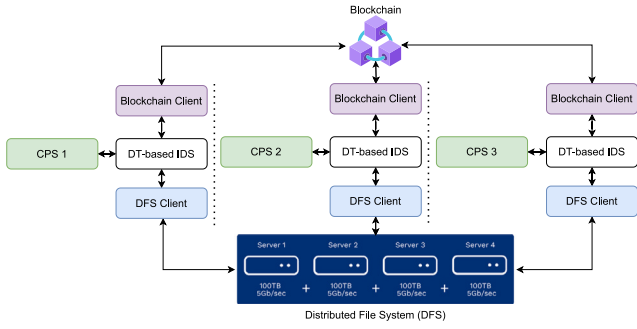 Blockchain
Blockchain Client
Blockchain Client
Blockchain Client
CPS 1
DT-based IDS
CPS 2
DT-based IDS
CPS 3
DT-based IDS
DFS Client
DFS Client
DFS Client
Server 1 Server 2 Server 3 Server 4
100TB 100TB 100TB 100TB
+ + +
5Gb/sec 5Gb/sec 5Gb/sec 5Gb/sec
Distributed File System (DFS)